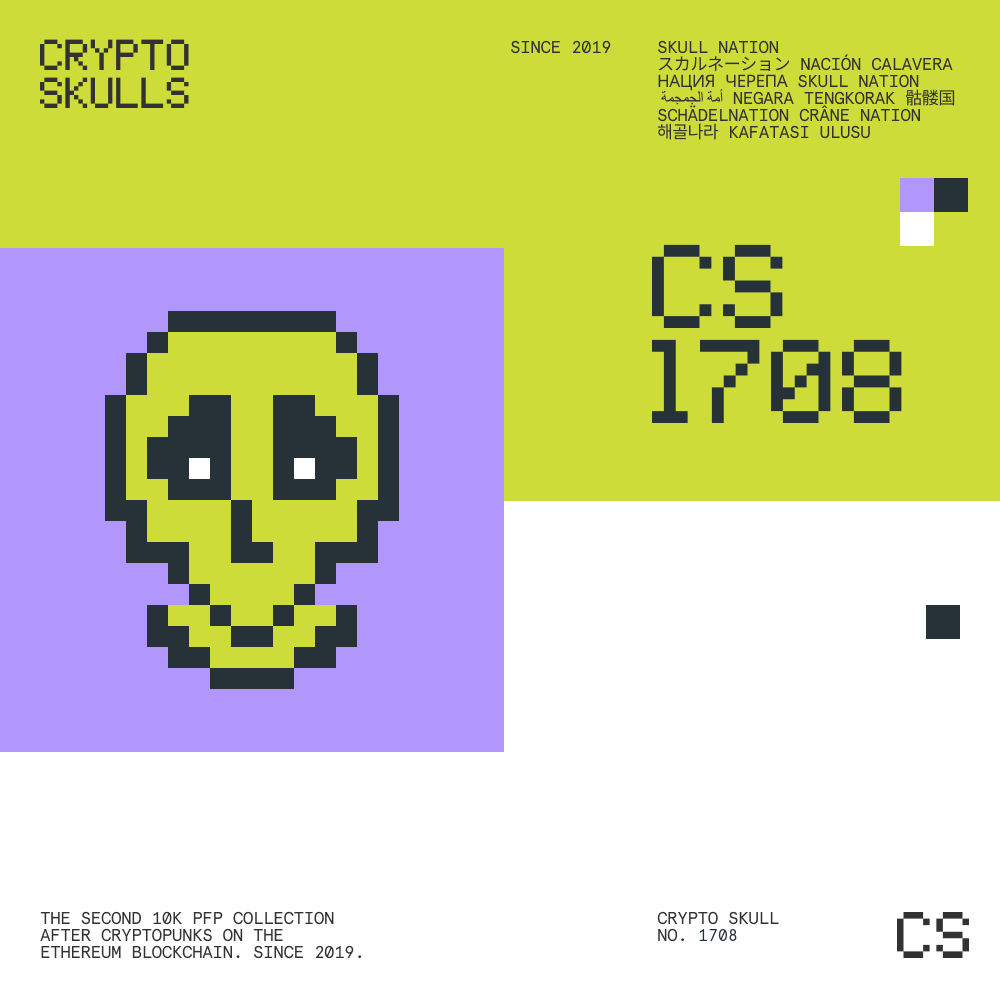 CRYPTO
SKULLS
SINCE 2019
SKULL NATION
スカルネーション NACIÓN CALAVERA
НАЦИЯ ЧЕРЕПА SKULL NATION
أمة الجمجمة NEGARA TENGKORAK 骷髅国
SCHÄDELNATION CRÂNE NATION
해골나라 KAFATASI ULUSU
CS
1708
THE SECOND 10K PFP COLLECTION
AFTER CRYPTOPUNKS ON THE
ETHEREUM BLOCKCHAIN. SINCE 2019.
CRYPTO SKULL
NO. 1708
CS